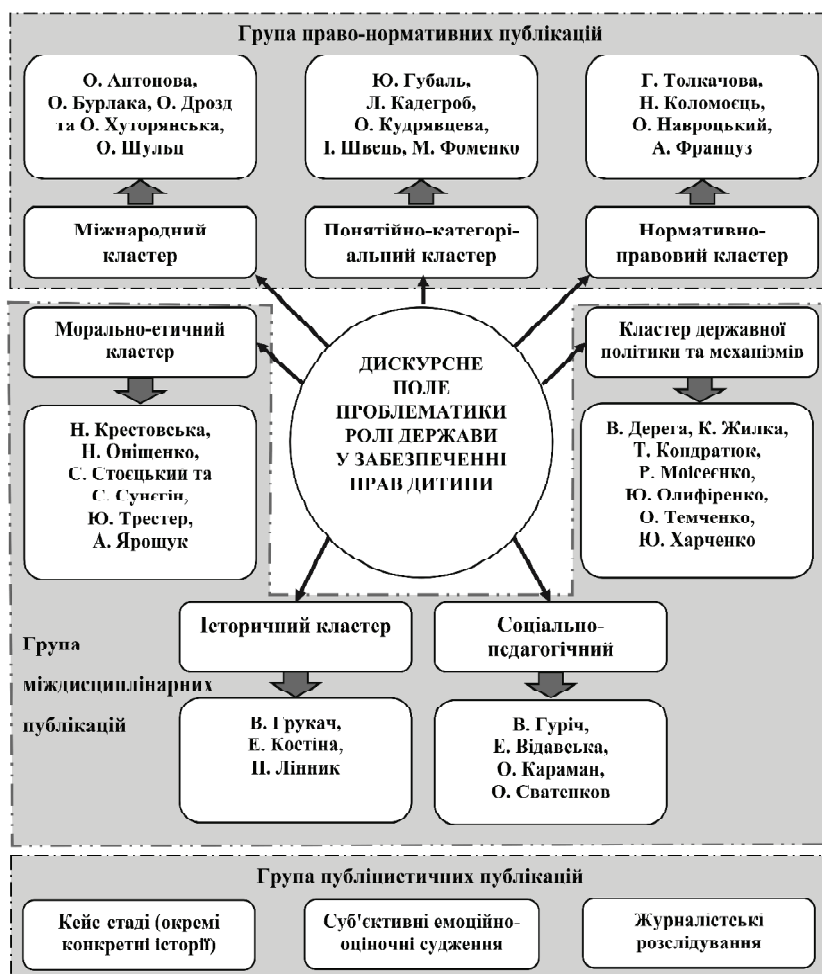 Група право-нормативних публікацій
О. Антонова,
О. Бурлака, О. Дрозд
та О. Хуторянська,
О. Шульц
Ю. Губаль,
Л. Кадегроб,
О. Кудрявцева,
І. Швець, М. Фоменко
Г. Толкачова,
Н. Коломоєць,
О. Навроцький,
А. Француз
Міжнародний
кластер
Понятійно-категорі-
альний кластер
Нормативно-
правовий кластер
Морально-етичний
кластер
ДИСКУРСНЕ
ПОЛЕ
ПРОБЛЕМАТИКИ
РОЛІ ДЕРЖАВИ
У ЗАБЕЗПЕЧЕННІ
ПРАВ ДИТИНИ
Кластер державної
політики та механізмів
Н. Крестовська,
Н. Оніщенко,
С. Стоєцький та
С. Сунєгін,
Ю. Трестер,
А. Ярощук
В. Дерега, К. Жилка,
Т. Кондратюк,
Р. Моісеєнко,
Ю. Олифіренко,
О. Темченко,
Ю. Харченко
Історичний кластер
Соціально-
педагогічний
Група
міждисциплінарних
публікацій
В.
Е. Костіна,
Лінник
В. Гуріч,
Е. Відавська,
О. Караман,
О. Сватенков
Група публіцистичних публікацій
Кейс стаді (окремі
конкретні історії)
Суб'єктивні емоційно-
оціночні судження
Журналістські
розслідування